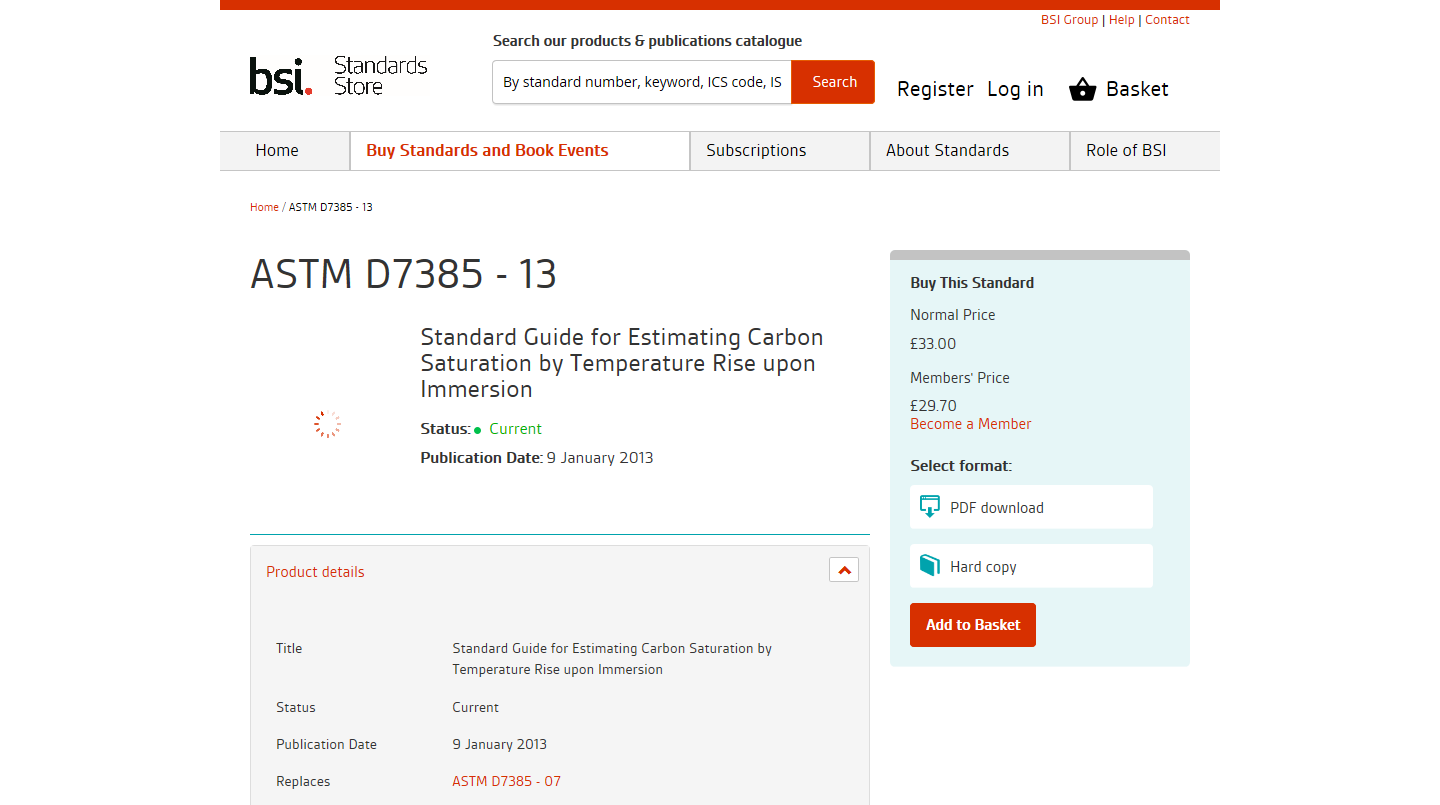 BSI Group | Help | Contact
Search our products & publications catalogue
bsi. Standards
Store
By standard number, keyword, ICS code, IS
Search
Register Log in Basket
Home
Buy Standards and Book Events
Subscriptions
About Standards
Role of BSI
Home / ASTM D7385 - 13
ASTM D7385 - 13
Standard Guide for Estimating Carbon
Saturation by Temperature Rise upon
Immersion
Status: Current
Publication Date: 9 January 2013
Buy This Standard
Normal Price
£33.00
Members' Price
£29.70
Become a Member
Select format:
PDF download
Hard copy
Add to Basket
Product details
Title Standard Guide for Estimating Carbon Saturation by
Temperature Rise upon Immersion
Status Current
Publication Date 9 January 2013
Replaces ASTM D7385 - 07